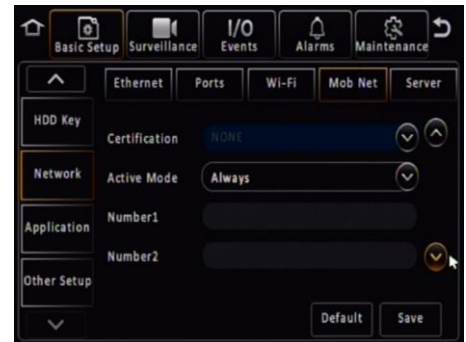 Basic Setup
Surveillance
I/O
Events
Alarms
Maintenance
Ethernet
Ports
Wi-Fi
Mob Net
Server
HDD Key
Network
Application
Other Setup
Certification
NONE
Active Mode
Always
Number1
Number2
Default
Save